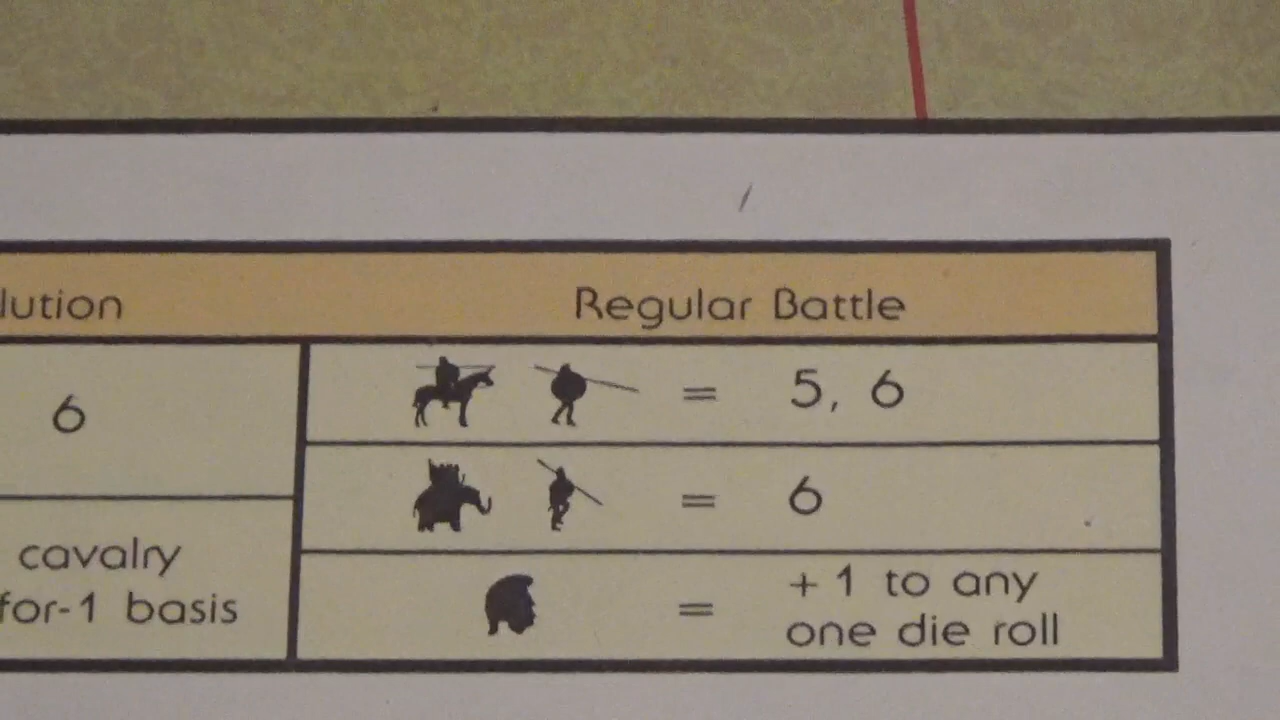 lution
Regular Battle
6
= 5, 6
= 6
cavalry
for-1 basis
= +1 to any
one die roll